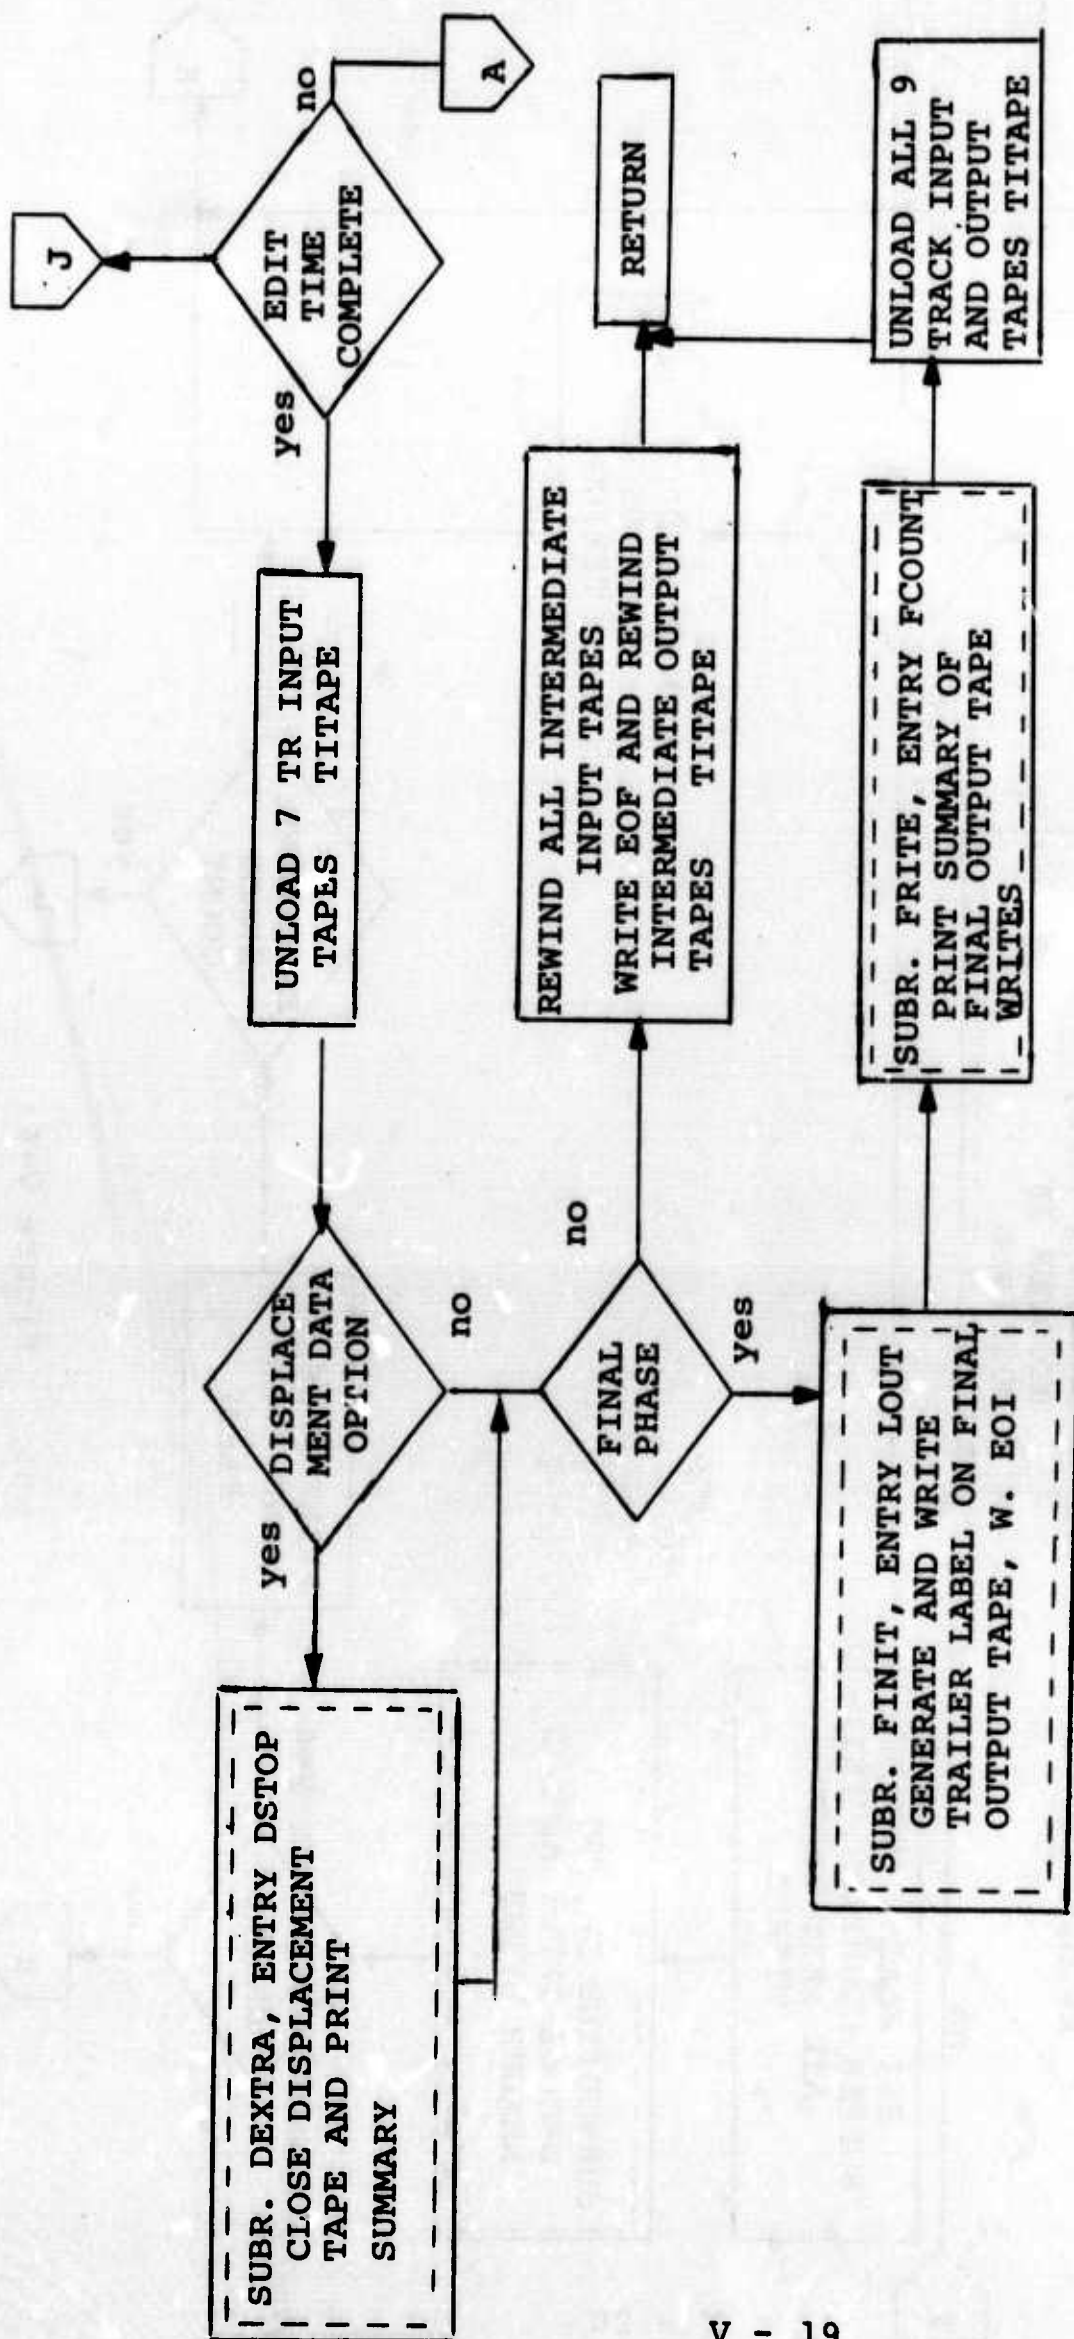 J
EDIT
TIME
COMPLETE
no
A
yes
UNLOAD 7 TR INPUT
TAPES TITAPE
DISPLACE
MENT DATA
OPTION
yes
no
SUBR. DEXTRA, ENTRY DSTOP
CLOSE DISPLACEMENT
TAPE AND PRINT
SUMMARY
FINAL
PHASE
no
yes
REWIND ALL INTERMEDIATE
INPUT TAPES
WRITE EOF AND REWIND
INTERMEDIATE OUTPUT
TAPES TITAPE
RETURN
SUBR. FINIT, ENTRY LOUT
GENERATE AND WRITE
TRAILER LABEL ON FINAL
OUTPUT TAPE, W. EOI
SUBR. FRITE, ENTRY FCOUNT
PRINT SUMMARY OF
FINAL OUTPUT TAPE
WRITES
UNLOAD ALL 9
TRACK INPUT
AND OUTPUT
TAPES TITAPE
V - 19